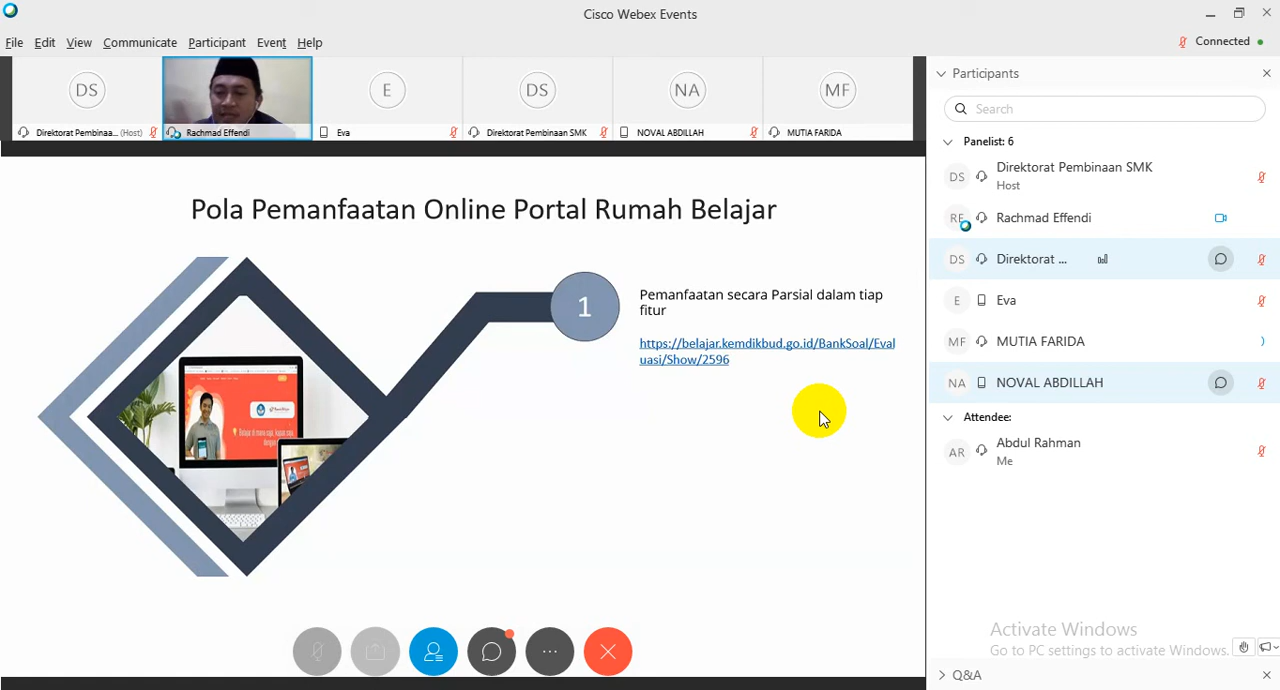 Cisco Webex Events
File Edit View Communicate Participant Event Help
Connected
DS
E
DS
NA
MF
Direktorat Pembinaa... (Host)
Rachmad Effendi
Eva
Direktorat Pembinaan SMK
NOVAL ABDILLAH
MUTIA FARIDA
Pola Pemanfaatan Online Portal Rumah Belajar
1
Pemanfaatan secara Parsial dalam tiap
fitur
https://belajar.kemdikbud.go.id/BankSoal/Eval
uasi/Show/2596
Participants
Search
Panelist: 6
DS Direktorat Pembinaan SMK
Host
RE Rachmad Effendi
DS Direktorat ...
E Eva
MF MUTIA FARIDA
NA NOVAL ABDILLAH
Attendee:
AR Abdul Rahman
Me
Activate Windows
Go to PC settings to activate Windows.
Q&A